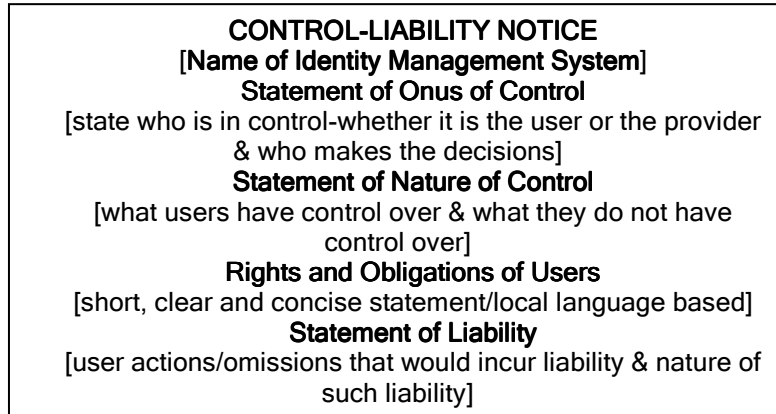 CONTROL-LIABILITY NOTICE
[Name of Identity Management System]
Statement of Onus of Control
[state who is in control-whether it is the user or the provider
& who makes the decisions]
Statement of Nature of Control
[what users have control over & what they do not have
control over]
Rights and Obligations of Users
[short, clear and concise statement/local language based]
Statement of Liability
[user actions/omissions that would incur liability & nature of
such liability]